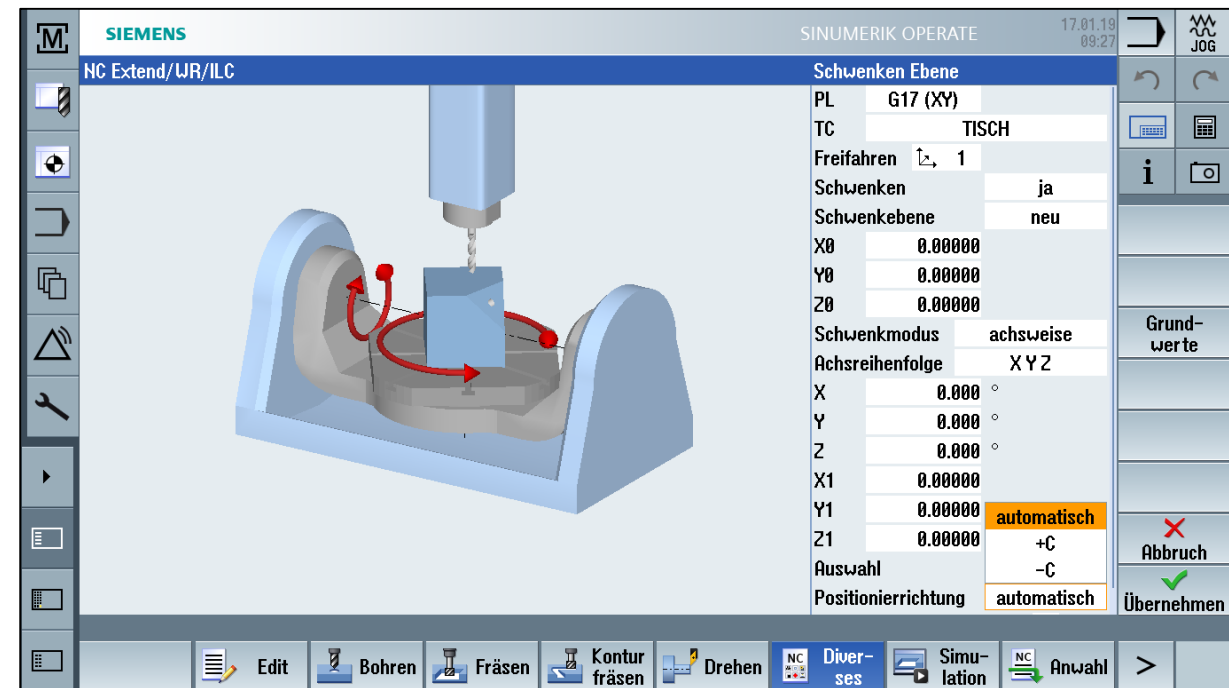 M
SIEMENS
SINUMERIK OPERATE
17.01.19
09:27
JOG
NC Extend/WR/ILC
Schwenken Ebene
PL G17 (XY)
TC TISCH
Freifahren 1
Schwenken ja
Schwenkebene neu
X0 0.00000
Y0 0.00000
Z0 0.00000
Schwenkmodus achsweise
Achsreihenfolge X Y Z
X 0.000 °
Y 0.000 °
Z 0.000 °
X1 0.00000
Y1 0.00000
Z1 0.00000
automatisch
+C
-C
Auswahl
Positionierrichtung automatisch
i
Grund-
werte
Abbruch
Übernehmen
Edit
Bohren
Fräsen
Kontur
fräsen
Drehen
NC
Diver-
ses
Simu-
lation
NC
Anwahl
>